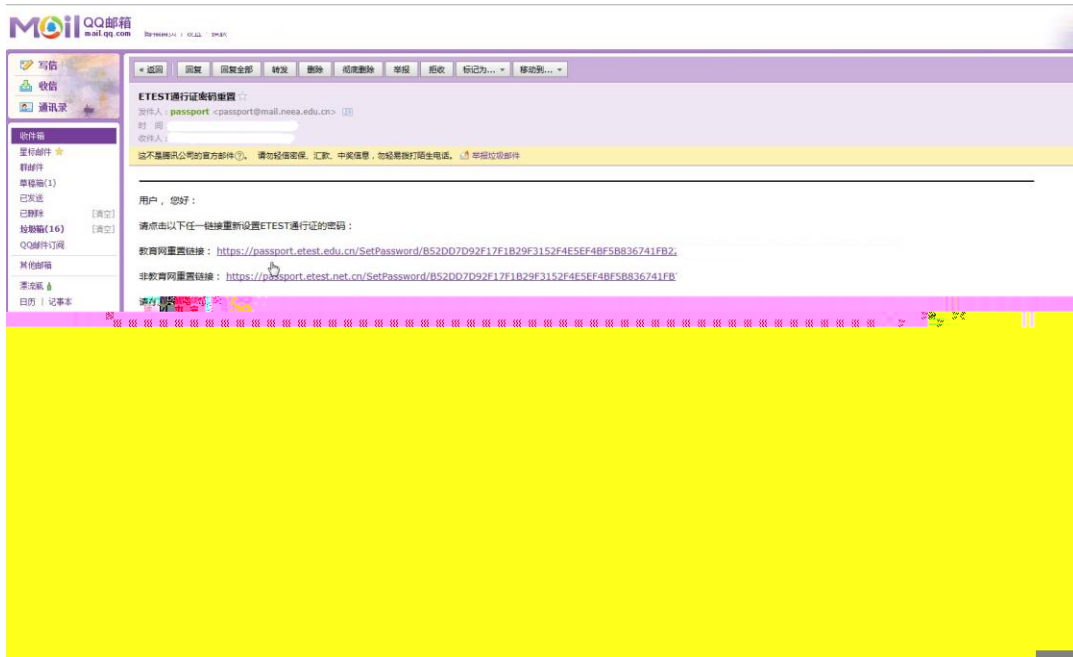 MOil QQ邮箱
mail.qq.com
写信
收信
通讯录
收件箱
星标邮件
群邮件
草稿箱(1)
已发送
已删除 [清空]
垃圾箱(16) [清空]
QQ邮件订阅
其他邮箱
漂流瓶
日历 | 记事本
« 返回 回复 回复全部 转发 删除 彻底删除 举报 拒收 标记为... 移动到...
ETEST通行证密码重置
发件人：passport <passport@mail.neea.edu.cn>
时 间
收件人：
这不是腾讯公司的官方邮件?。 请勿轻信密保、汇款、中奖信息，勿轻易拨打陌生电话。 举报垃圾邮件
用户，您好：
请点击以下任一链接重新设置ETEST通行证的密码：
教育网重置链接： https://passport.etest.edu.cn/SetPassword/B52DD7D92F17F1B29F3152F4E5EF4BF5B836741FB2
非教育网重置链接： https://passport.etest.net.cn/SetPassword/B52DD7D92F17F1B29F3152F4E5EF4BF5B836741FB